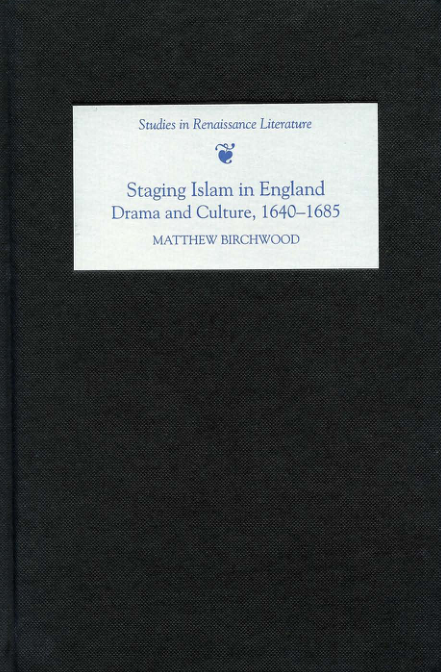 Studies in Renaissance Literature
Staging Islam in England
Drama and Culture, 1640–1685
MATTHEW BIRCHWOOD